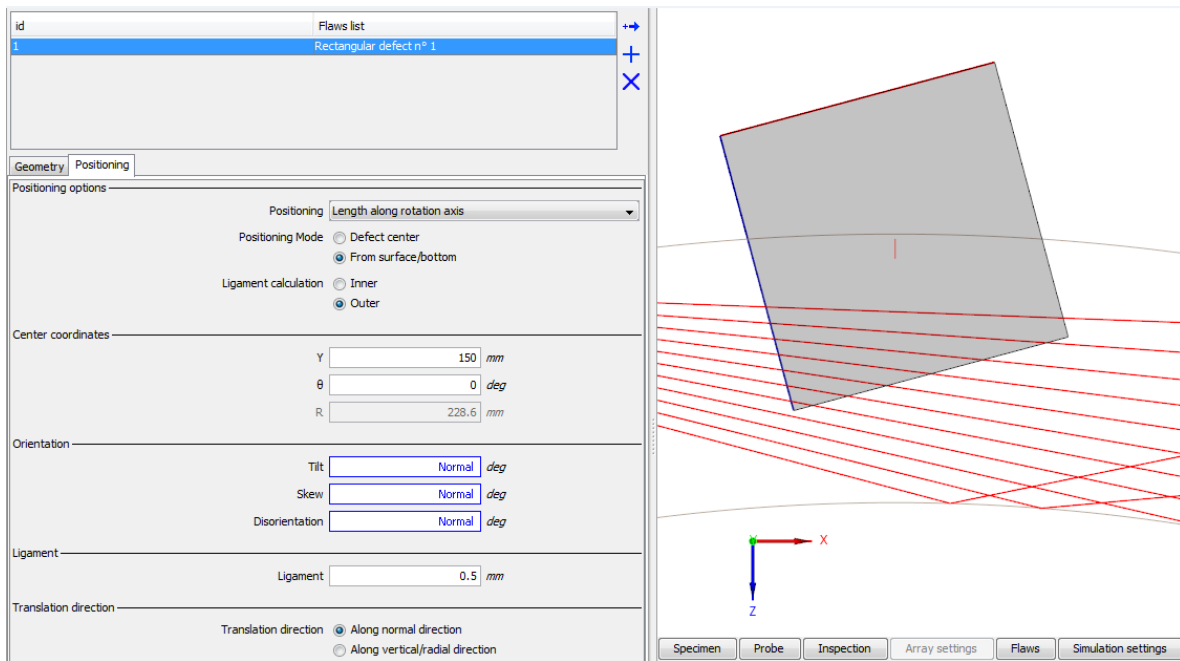 id Flaws list
1 Rectangular defect n° 1
Geometry Positioning
Positioning options
Positioning Length along rotation axis
Positioning Mode Defect center
From surface/bottom
Ligament calculation Inner
Outer
Center coordinates
Y 150 mm
θ 0 deg
R 228.6 mm
Orientation
Tilt Normal deg
Skew Normal deg
Disorientation Normal deg
Ligament
Ligament 0.5 mm
Translation direction
Translation direction Along normal direction
Along vertical/radial direction
Y X
Z
Specimen Probe Inspection Array settings Flaws Simulation settings